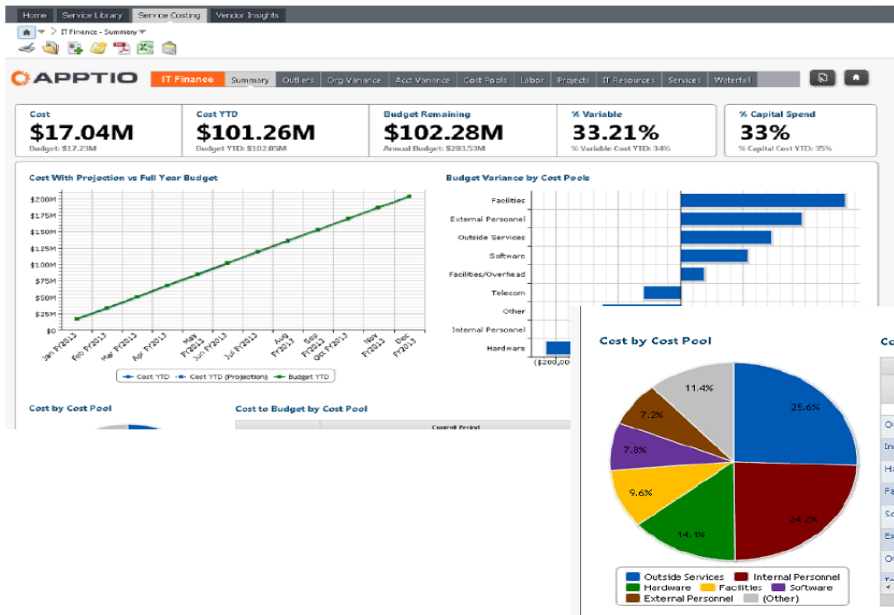 Home Service Library Service Costing Vendor Insights
IT Finance - Summary
APPTIO IT Finance Summary Outliers Org Variance Acct Variance Cost Pools Labor Projects IT Resources Services Waterfall
Cost Cost YTD Budget Remaining % Variable % Capital Spend
$17.04M $101.26M $102.28M 33.21% 33%
Budget: $17.23M Budget YTD: $102.85M Annual Budget: $203.53M % Variable Cost YTD: 34% % Capital Cost YTD: 35%
Cost With Projection vs Full Year Budget
$200M
$175M
$150M
$125M
$100M
$75M
$50M
$25M
$0
Jan FY2013 Feb FY2013 Mar FY2013 Apr FY2013 May FY2013 Jun FY2013 Jul FY2013 Aug FY2013 Sep FY2013 Oct FY2013 Nov FY2013 Dec FY2013
Cost YTD Cost YTD (Projection) Budget YTD
Budget Variance by Cost Pools
Facilities
External Personnel
Outside Services
Software
Facilities/Overhead
Telecom
Other
Internal Personnel
Hardware
($200,00
Cost by Cost Pool Cost to Budget by Cost Pool
Current Period
Cost by Cost Pool
11.4%
25.6%
7.2%
7.8%
9.6%
24.2%
14.1%
Outside Services Internal Personnel
Hardware Facilities Software
External Personnel (Other)
Co
In
Ha
Fa
So
Ex